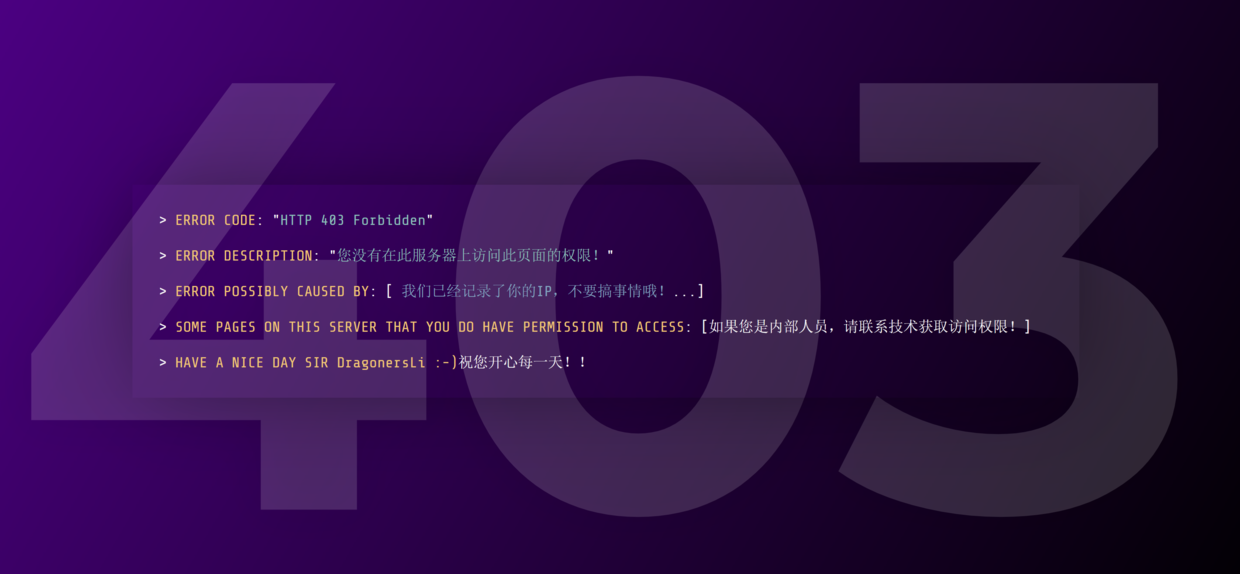 403
> ERROR CODE: "HTTP 403 Forbidden"
> ERROR DESCRIPTION: "您没有在此服务器上访问此页面的权限！"
> ERROR POSSIBLY CAUSED BY: [ 我们已经记录了你的IP，不要搞事情哦！...]
> SOME PAGES ON THIS SERVER THAT YOU DO HAVE PERMISSION TO ACCESS: [如果您是内部人员，请联系技术获取访问权限！]
> HAVE A NICE DAY SIR DragonersLi :-)祝您开心每一天！！